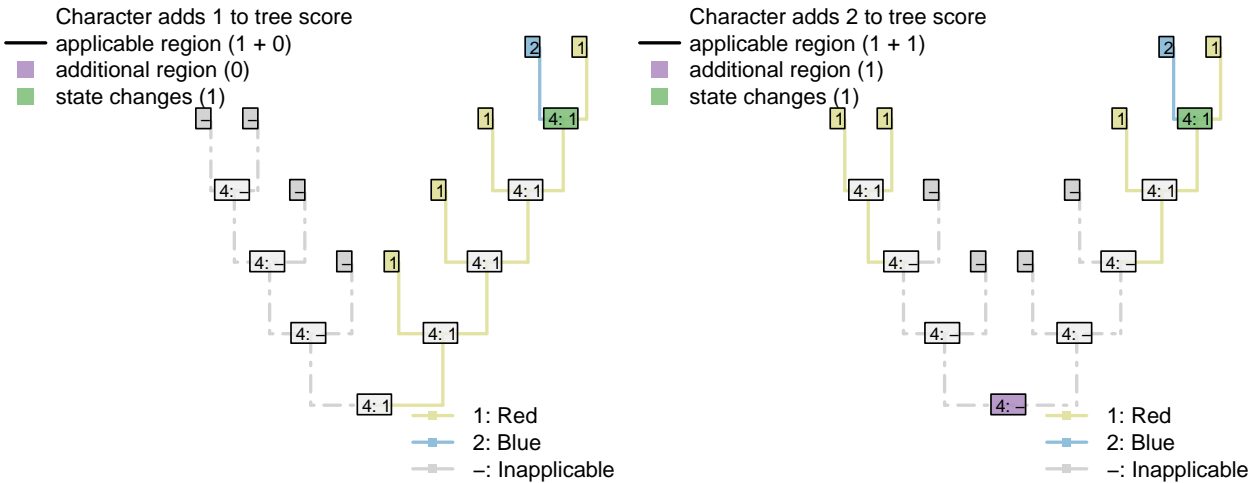 Character adds 1 to tree score
applicable region (1 + 0)
additional region (0)
state changes (1)
2
1
–
–
1
4: 1
4: –
–
1
4: 1
4: –
–
1
4: 1
4: –
4: 1
4: 1
1: Red
2: Blue
–: Inapplicable
Character adds 2 to tree score
applicable region (1 + 1)
additional region (1)
state changes (1)
2
1
1
1
1
4: 1
4: 1
–
–
4: 1
4: –
–
–
4: –
4: –
4: –
4: –
1: Red
2: Blue
–: Inapplicable